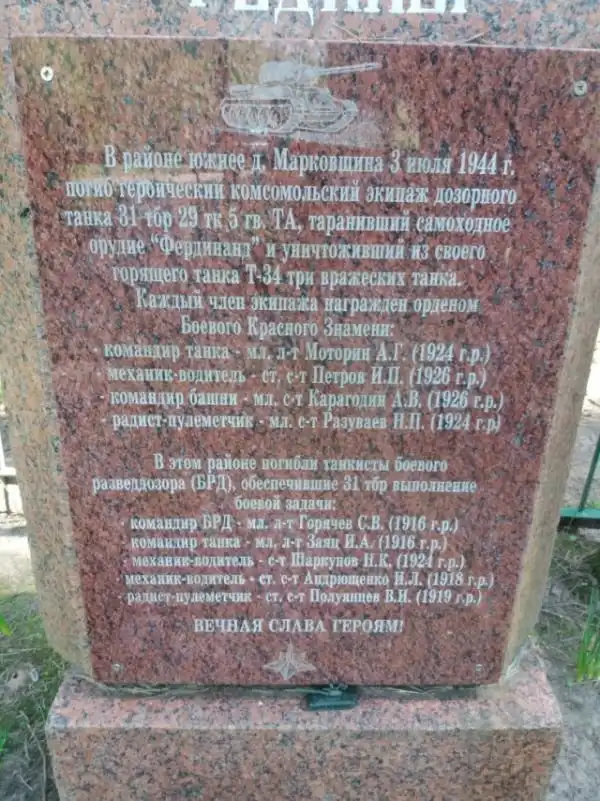 В районе южнее д. Марковщина 3 июля 1944 г.
погиб героический комсомольский экипаж дозорного
танка 31 тбр 29 тк 5 гв. ТА, таранивший самоходное
орудие "Фердинанд" и уничтоживший из своего
горящего танка Т-34 три вражеских танка.
Каждый член экипажа награжден орденом
Боевого Красного Знамени:
- командир танка - мл. л-т Моторин А.Г. (1924 г.р.)
механик-водитель - ст. с-т Петров И.П. (1926 г.р.)
- командир башни - мл. с-т Карагодин А.В. (1926 г.р.)
- радист-пулеметчик - мл. с-т Разуваев Н.П. (1924 г.р)
В этом районе погибли танкисты боевого
разведдозора (БРД), обеспечившие 31 тбр выполнение
боевой задачи:
- командир БРД - мл. л-т Горячев С.В. (1916 г.р.)
командир танка - мл. л-т Заяц И.А. (1916 г.р.)
- механик-водитель - с-т Шаркунов Н.К. (1924 г.р.)
- механик-водитель - ст. с-т Андрющенко И.Л. (1918 г.р.)
- радист-пулеметчик - ст. с-т Полуянцев В.И. (1919 г.р.)
ВЕЧНАЯ СЛАВА ГЕРОЯМ!